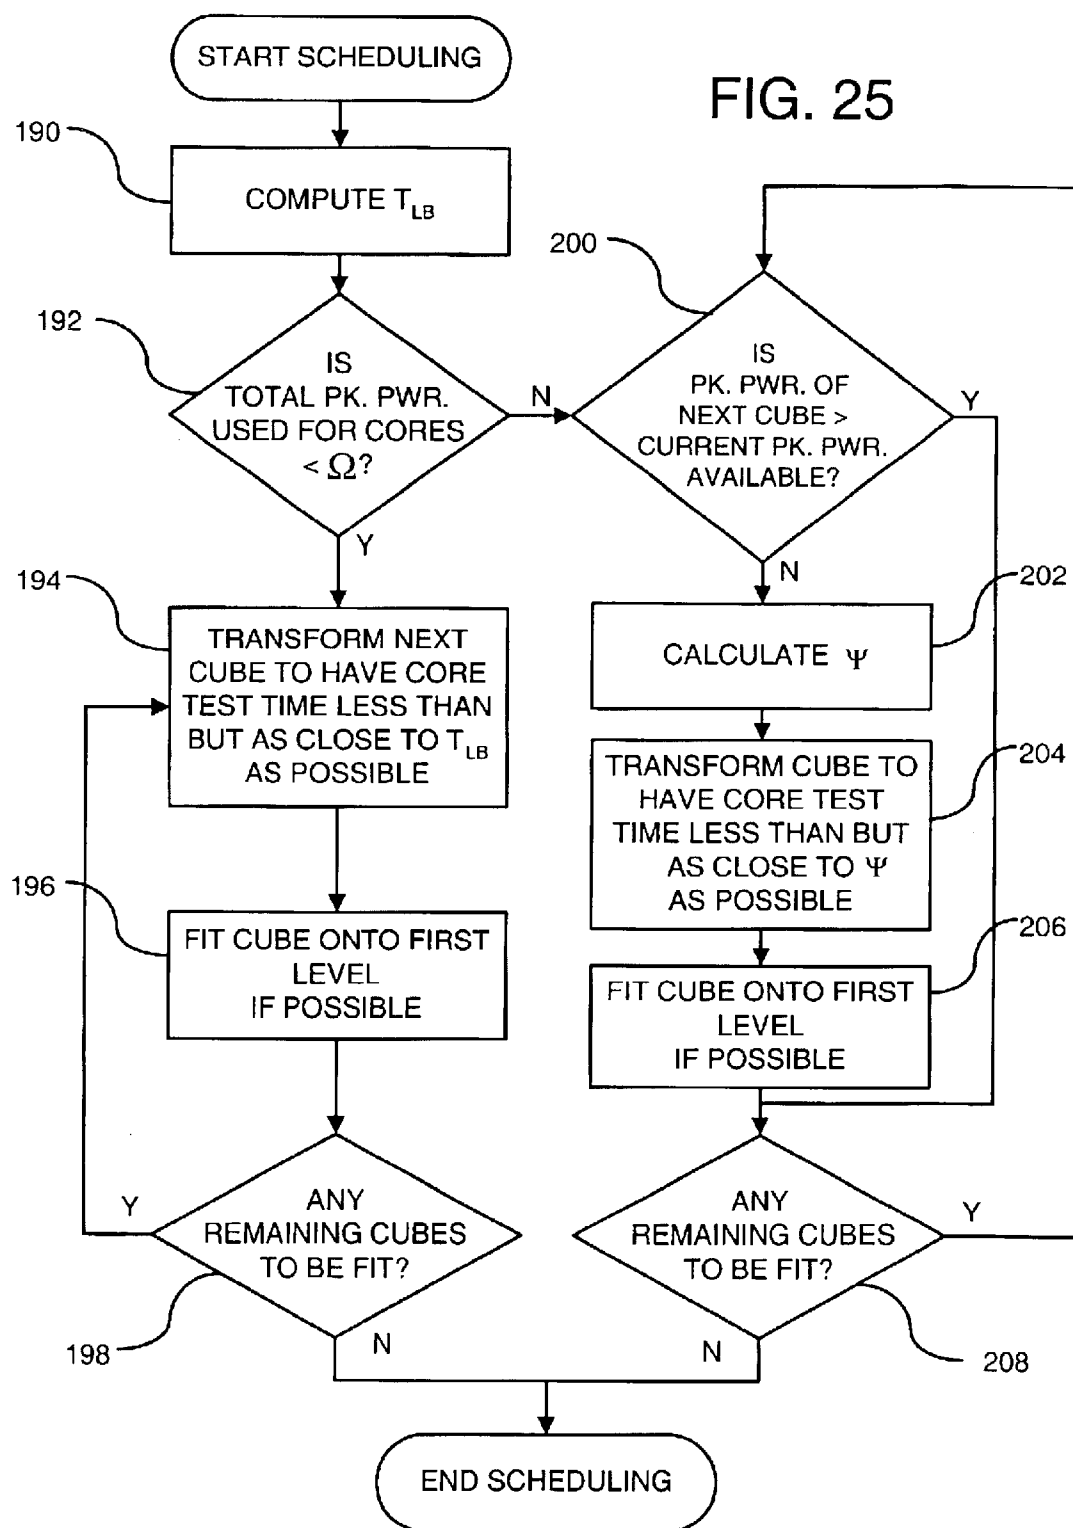 START SCHEDULING
FIG. 25
190
COMPUTE T_LB
200
192
IS
TOTAL PK. PWR.
USED FOR CORES
< Ω?
N
IS
PK. PWR. OF
NEXT CUBE >
CURRENT PK. PWR.
AVAILABLE?
Y
Y
N
194
TRANSFORM NEXT
CUBE TO HAVE CORE
TEST TIME LESS THAN
BUT AS CLOSE TO T_LB
AS POSSIBLE
202
CALCULATE Ψ
204
TRANSFORM CUBE TO
HAVE CORE TEST
TIME LESS THAN BUT
AS CLOSE TO Ψ
AS POSSIBLE
196
FIT CUBE ONTO FIRST
LEVEL
IF POSSIBLE
206
FIT CUBE ONTO FIRST
LEVEL
IF POSSIBLE
Y
ANY
REMAINING CUBES
TO BE FIT?
198
N
ANY
REMAINING CUBES
TO BE FIT?
Y
N
208
END SCHEDULING